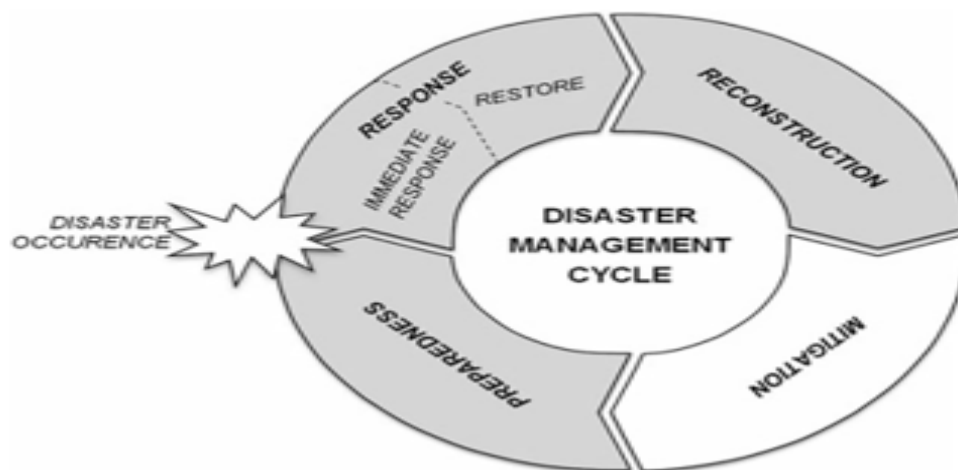 RESPONSE
RESTORE
IMMEDIATE
RESPONSE
RECONSTRUCTION
DISASTER
OCCURENCE
DISASTER
MANAGEMENT
CYCLE
PREPAREDNESS
MITIGATION